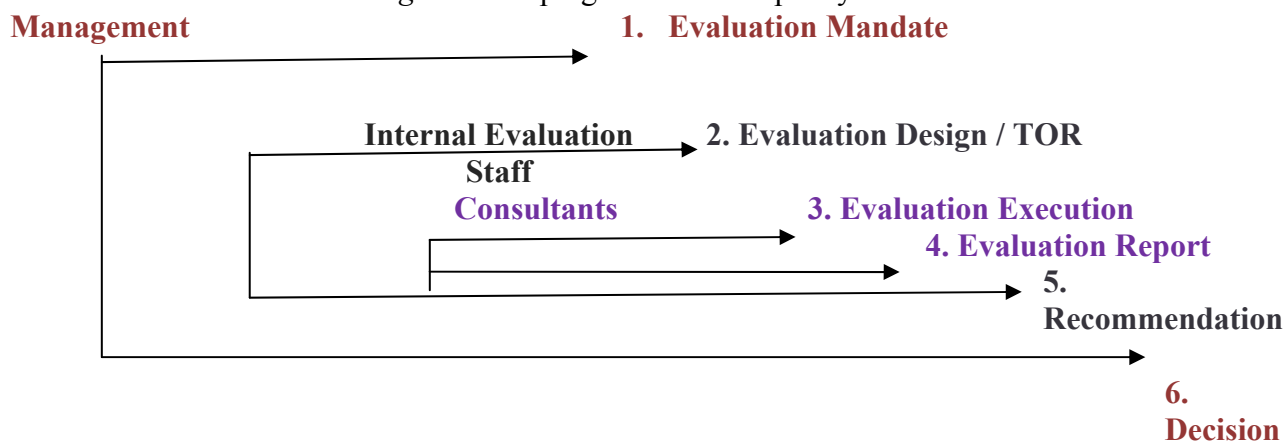 Management 1. Evaluation Mandate
Internal Evaluation 2. Evaluation Design / TOR
Staff
Consultants 3. Evaluation Execution
4. Evaluation Report
5.
Recommendation
6.
Decision